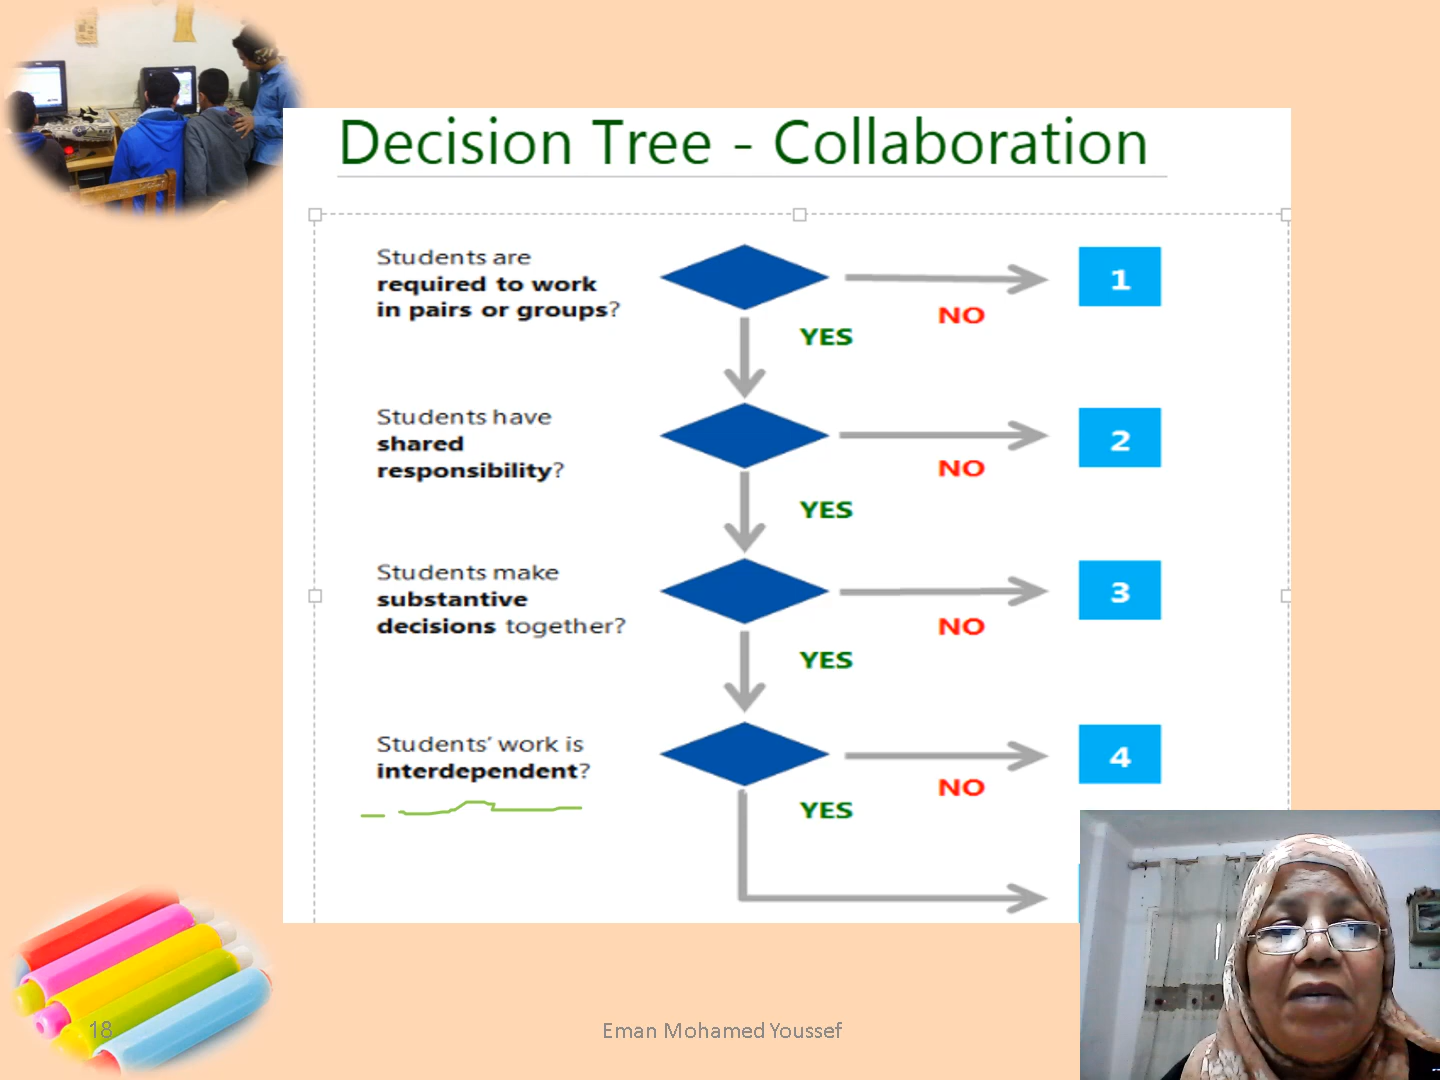 Decision Tree - Collaboration
Students are
required to work
in pairs or groups?
1
NO
YES
Students have
shared
responsibility?
2
NO
YES
Students make
substantive
decisions together?
3
NO
YES
Students' work is
interdependent?
4
NO
YES
18
Eman Mohamed Youssef